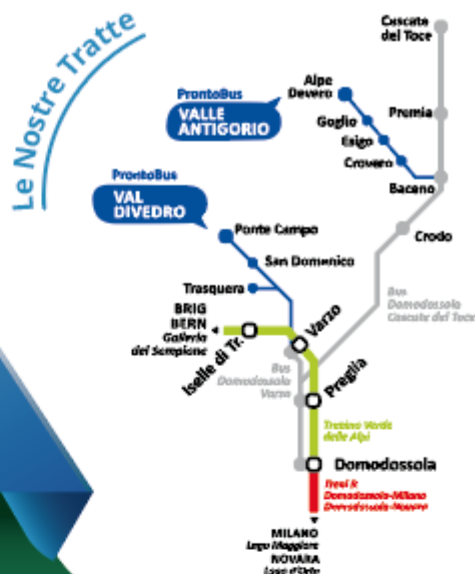 Le Nostre Tratte
Cascate
del Toce
Alpe
Devero
ProntoBus
VALLE
ANTIGORIO
Goglio
Premia
Esigo
Crovero
Baceno
ProntoBus
VAL
DIVEDRO
Ponte Campo
Crodo
San Domenico
Trasquera
Bus
Domodossola
Cascate del Toce
BRIG
BERN
Galleria
del Sempione
Iselle di Tr.
Varzo
Bus
Domodossola
Varzo
Preglia
Trenino Verde
delle Alpi
Domodossola
Treni R
Domodossola-Milano
Domodossola-Novara
MILANO
Lago Maggiore
NOVARA
Lago d'Orta